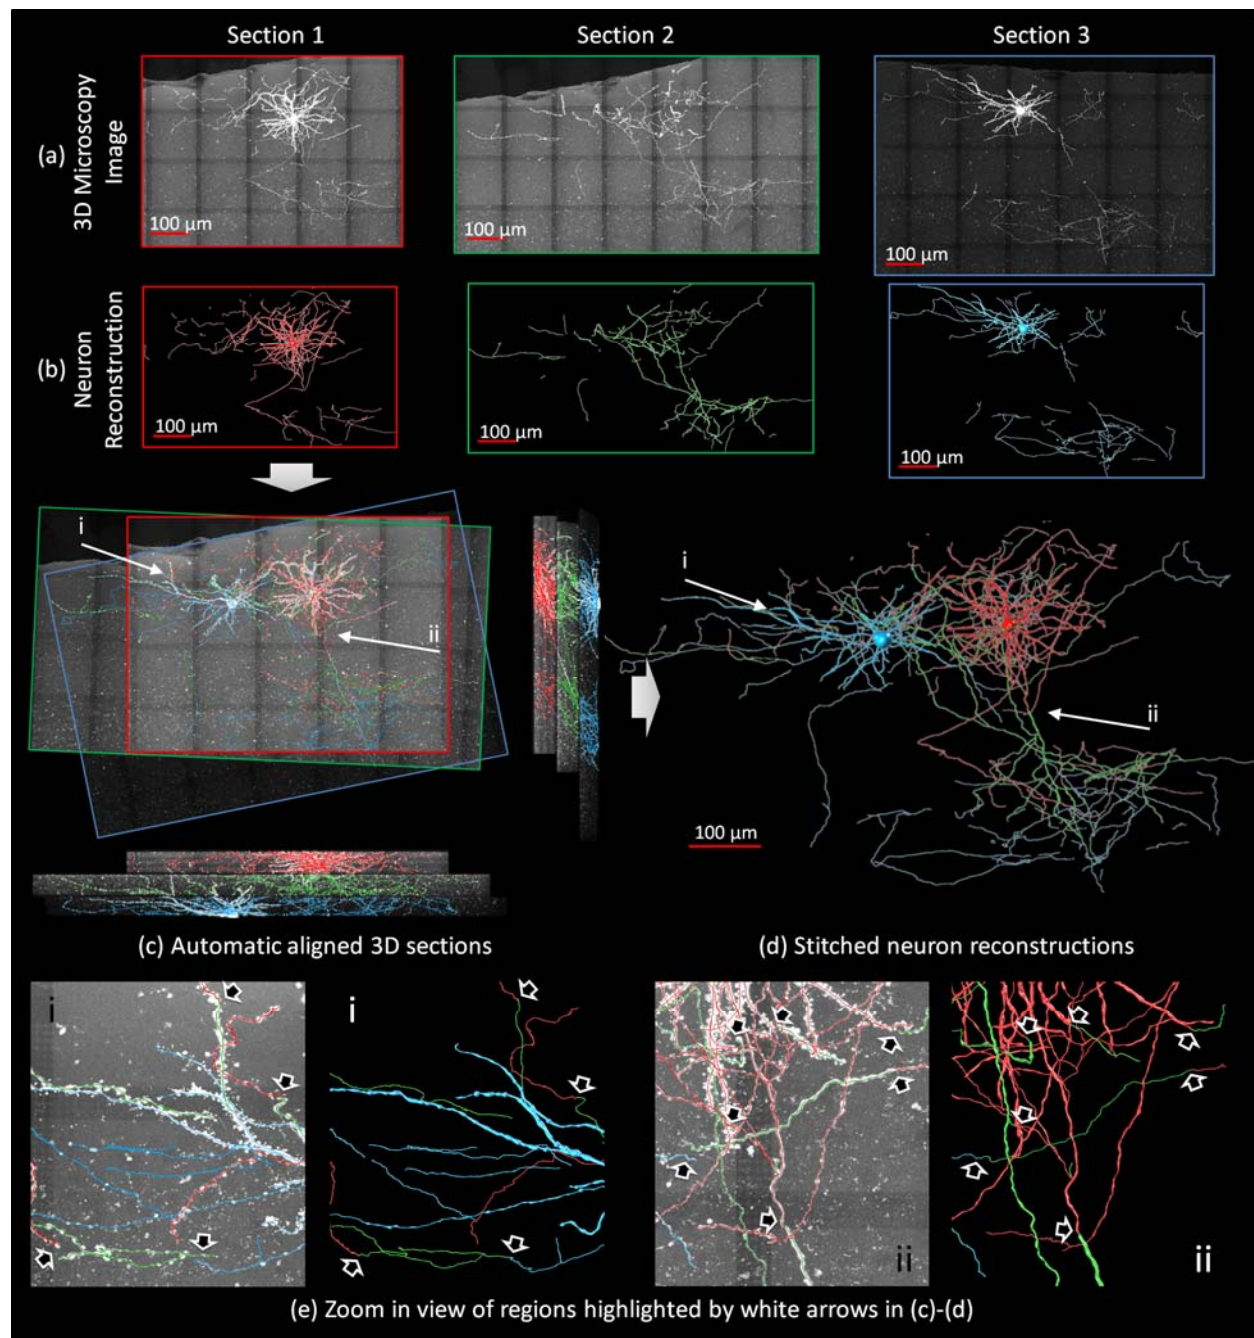 Section 1
Section 2
Section 3
(a)
3D Microscopy
Image
100 µm
100 µm
100 µm
(b)
Neuron
Reconstruction
100 µm
100 µm
100 µm
i
ii
i
ii
100 µm
(c) Automatic aligned 3D sections
(d) Stitched neuron reconstructions
i
i
ii
ii
(e) Zoom in view of regions highlighted by white arrows in (c)-(d)